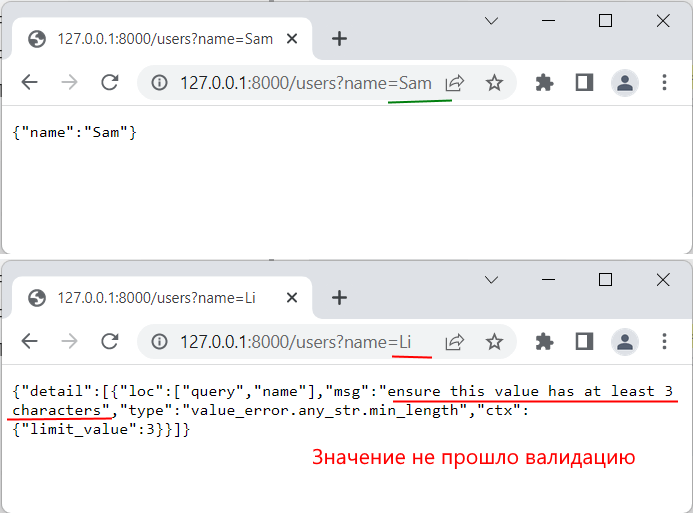 127.0.0.1:8000/users?name=Sam
127.0.0.1:8000/users?name=Sam
{"name":"Sam"}
127.0.0.1:8000/users?name=Li
127.0.0.1:8000/users?name=Li
{"detail":[{"loc":["query","name"],"msg":"ensure this value has at least 3
characters","type":"value_error.any_str.min_length","ctx":
{"limit_value":3}}]}
Значение не прошло валидацию